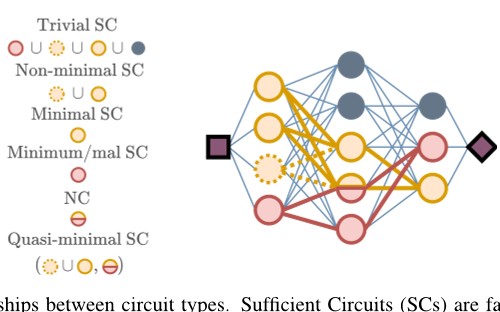 Trivial SC
∪ ∪ ∪
Non-minimal SC
∪
Minimal SC
Minimum/mal SC
NC
Quasi-minimal SC
( ∪ , )
ships between circuit types. Sufficient Circuits (SCs) are fa